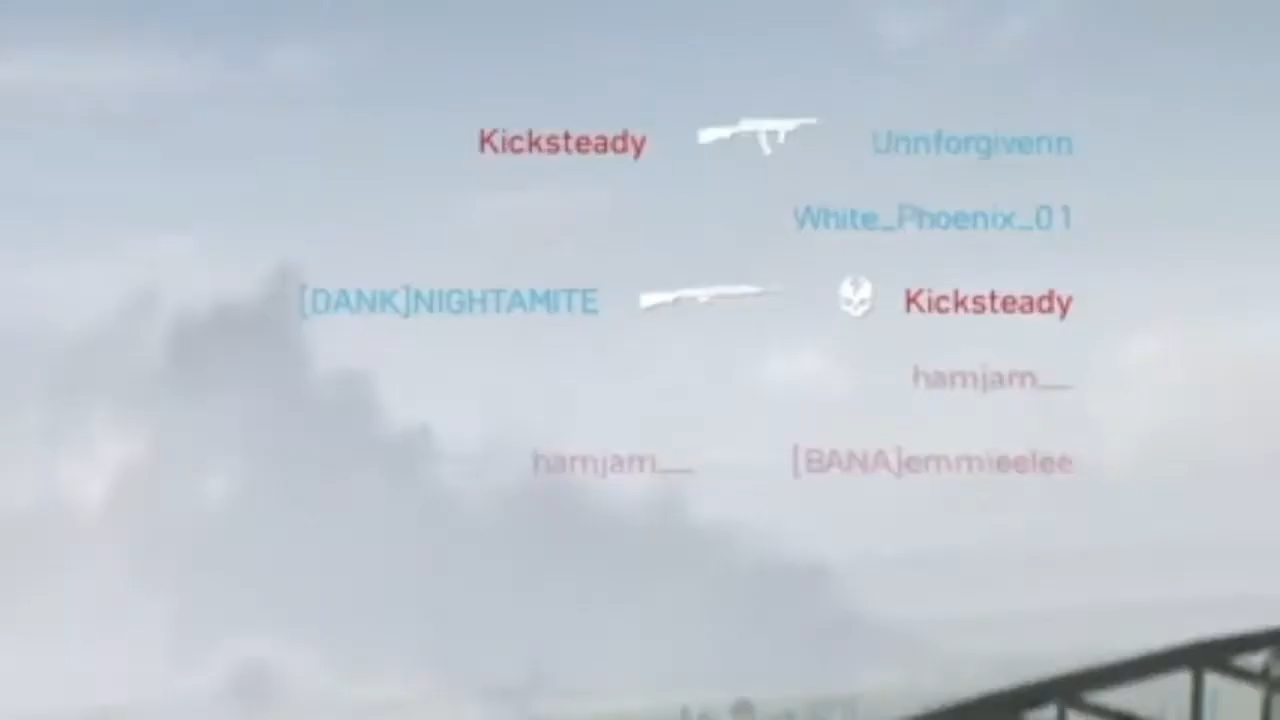 Kicksteady Unnforgivenn
White_Phoenix_01
[DANK]NIGHTAMITE Kicksteady
hamjam__
hamjam__ [BANA]emmieelee